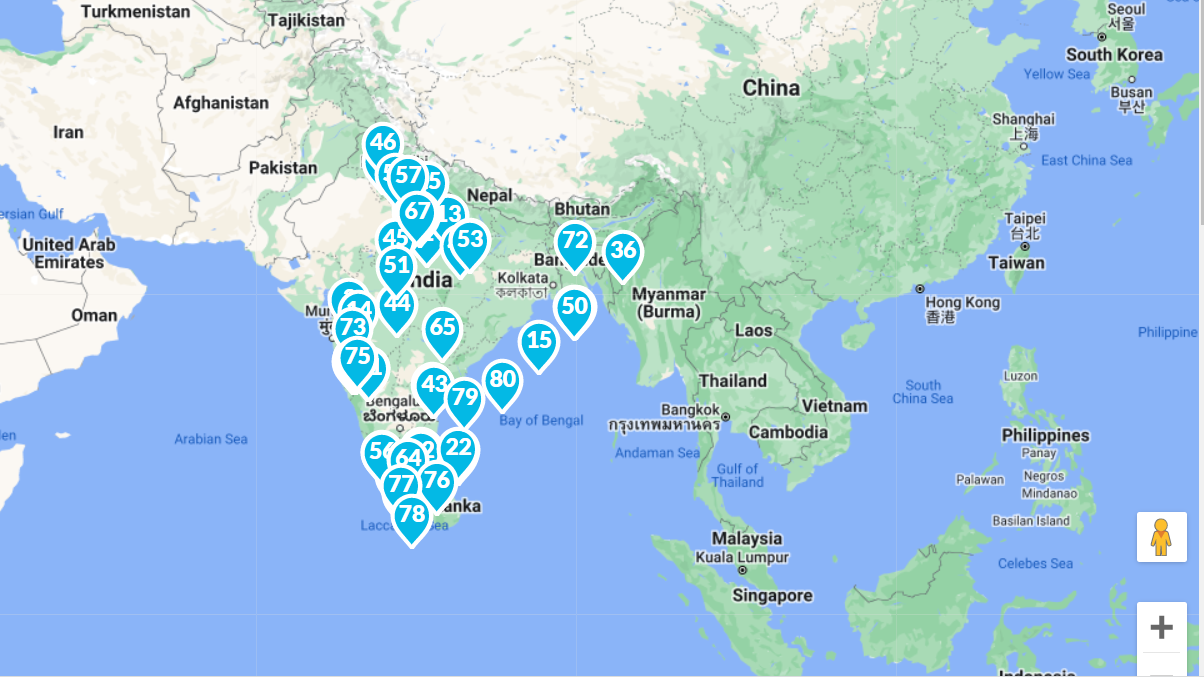 Turkmenistan
Tajikistan
Seoul
서울
South Korea
Yellow Sea
Busan
부산
Afghanistan
China
Iran
Shanghai
上海
East China Sea
46
Pakistan
57
5
Nepal
Bhutan
67
13
ersian Gulf
Taipei
台北
Taiwan
United Arab
Emirates
45
53
72
36
51
ndia
Kolkata
কলকাতা
Myanmar
(Burma)
Hong Kong
香港
Oman
Mu
14
44
50
73
65
Laos
Philippine
15
75
1
Luzon
Thailand
80
43
79
South
China Sea
Vietnam
Bengalu
ಬೆಂಗಳೂರು
Bangkok
กรุงเทพมหานคร
Bay of Bengal
Cambodia
Philippines
Arabian Sea
Andaman Sea
Panay
22
64
Gulf of
Thailand
Palawan
Negros
Mindanao
77
76
anka
78
Lacc
ea
Basilan Island
Malaysia
Kuala Lumpur
Celebes Sea
Singapore
+